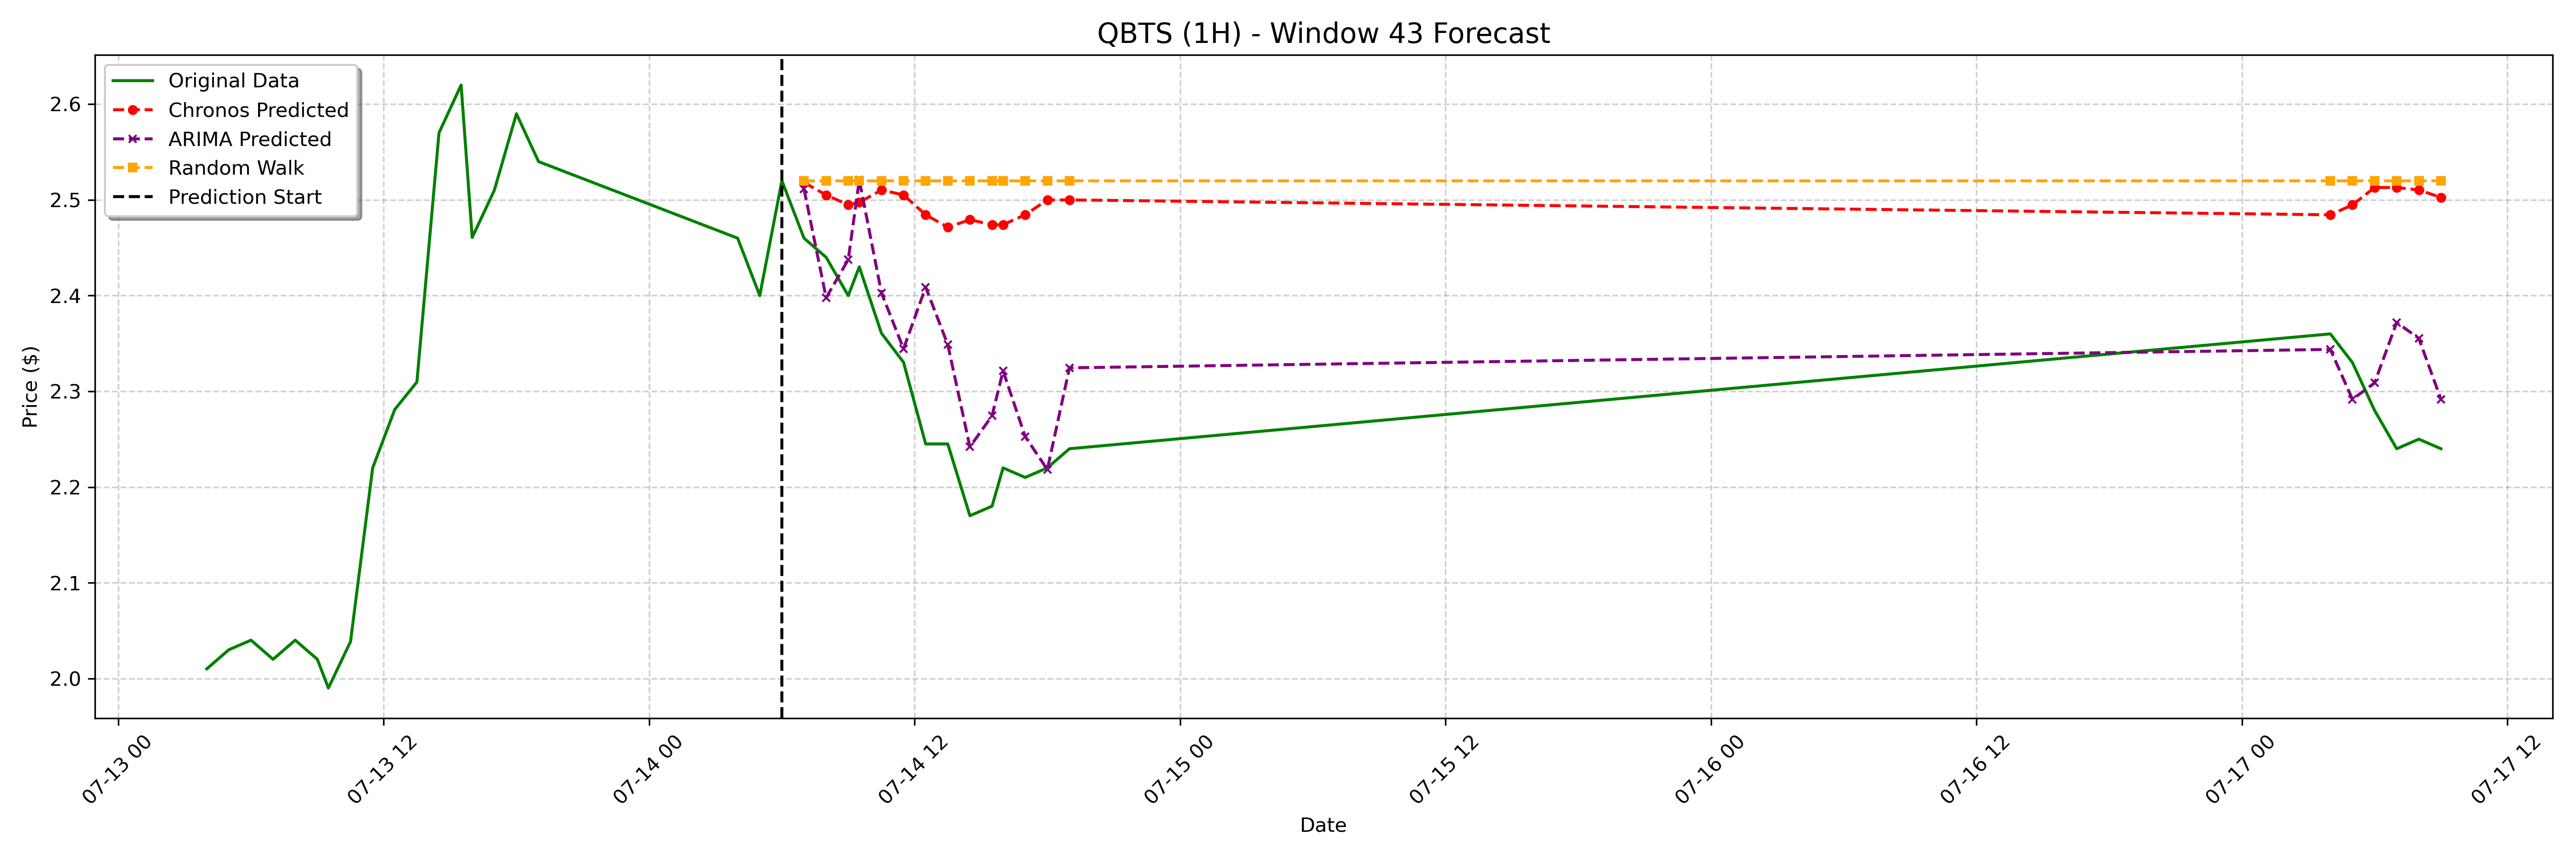 QBTS (1H) - Window 43 Forecast
Original Data
Chronos Predicted
ARIMA Predicted
Random Walk
Prediction Start
Price ($)
2.6
2.5
2.4
2.3
2.2
2.1
2.0
07-13 00
07-13 12
07-14 00
07-14 12
07-15 00
07-15 12
07-16 00
07-16 12
07-17 00
07-17 12
Date